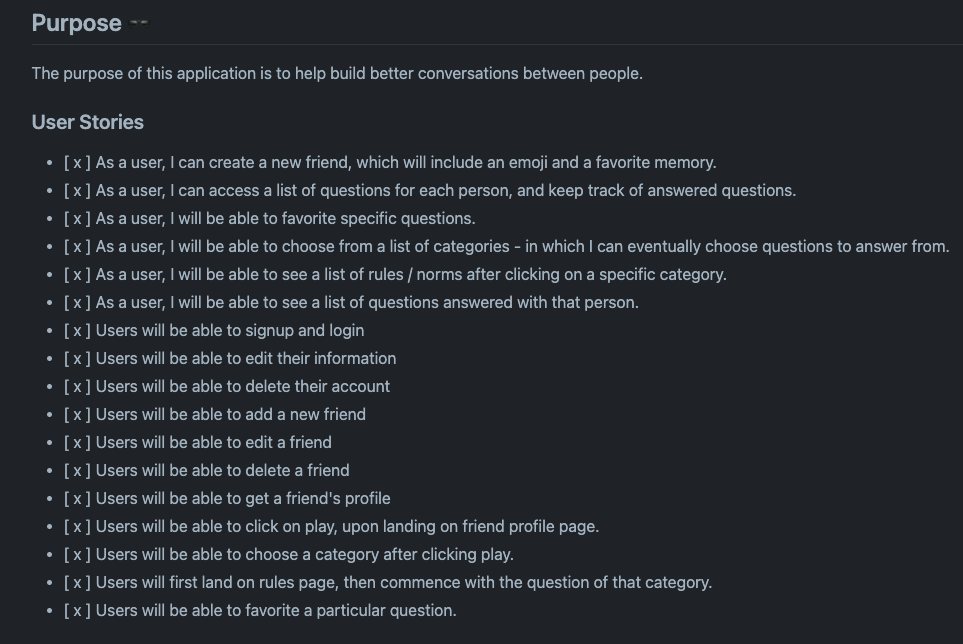 Purpose
The purpose of this application is to help build better conversations between people.
User Stories
• [ x ] As a user, I can create a new friend, which will include an emoji and a favorite memory.
• [ x ] As a user, I can access a list of questions for each person, and keep track of answered questions.
• [ x ] As a user, I will be able to favorite specific questions.
• [ x ] As a user, I will be able to choose from a list of categories - in which I can eventually choose questions to answer from.
• [ x ] As a user, I will be able to see a list of rules / norms after clicking on a specific category.
• [ x ] As a user, I will be able to see a list of questions answered with that person.
• [ x ] Users will be able to signup and login
• [ x ] Users will be able to edit their information
• [ x ] Users will be able to delete their account
• [ x ] Users will be able to add a new friend
• [ x ] Users will be able to edit a friend
• [ x ] Users will be able to delete a friend
• [ x ] Users will be able to get a friend's profile
• [ x ] Users will be able to click on play, upon landing on friend profile page.
• [ x ] Users will be able to choose a category after clicking play.
• [ x ] Users will first land on rules page, then commence with the question of that category.
• [ x ] Users will be able to favorite a particular question.